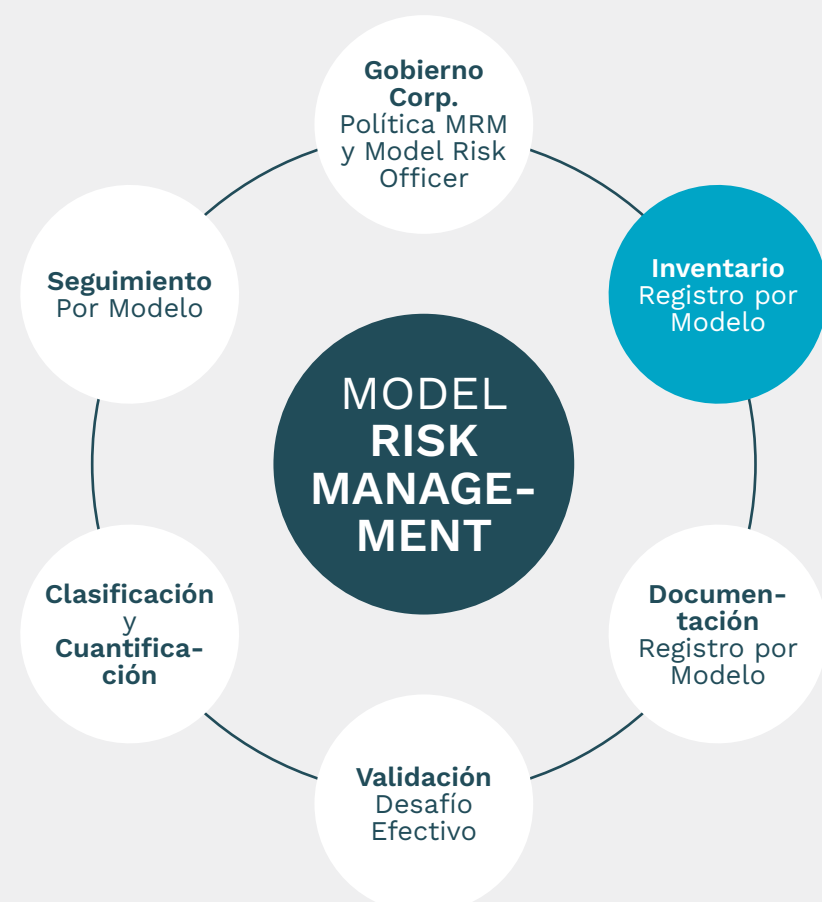 Gobierno
Corp.
Política MRM
y Model Risk
Officer
Inventario
Registro por
Modelo
Documen-
tación
Registro por
Modelo
Validación
Desafío
Efectivo
Clasificación
y
Cuantifica-
ción
Seguimiento
Por Modelo
MODEL
RISK
MANAGE-
MENT